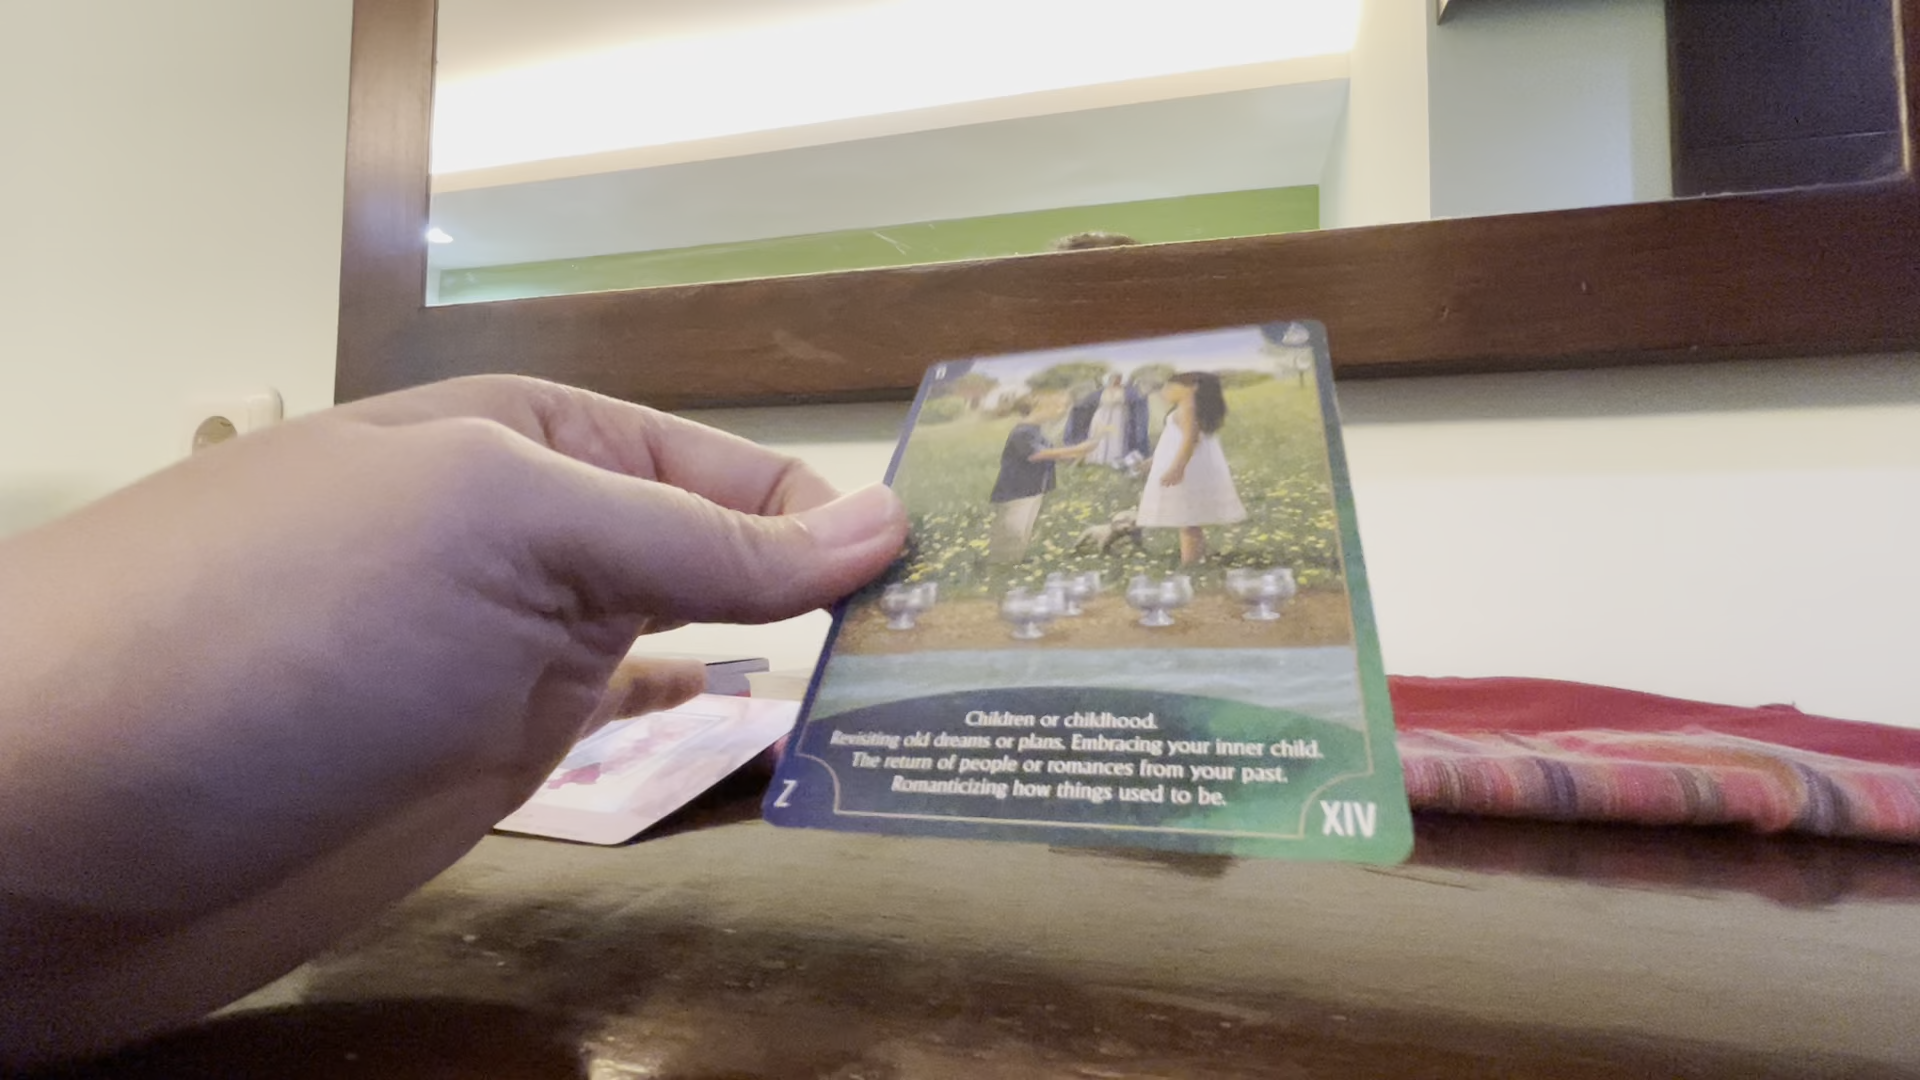 Children or childhood.
Revisiting old dreams or plans. Embracing your inner child.
The return of people or romances from your past.
Romanticizing how things used to be.
Z
XIV